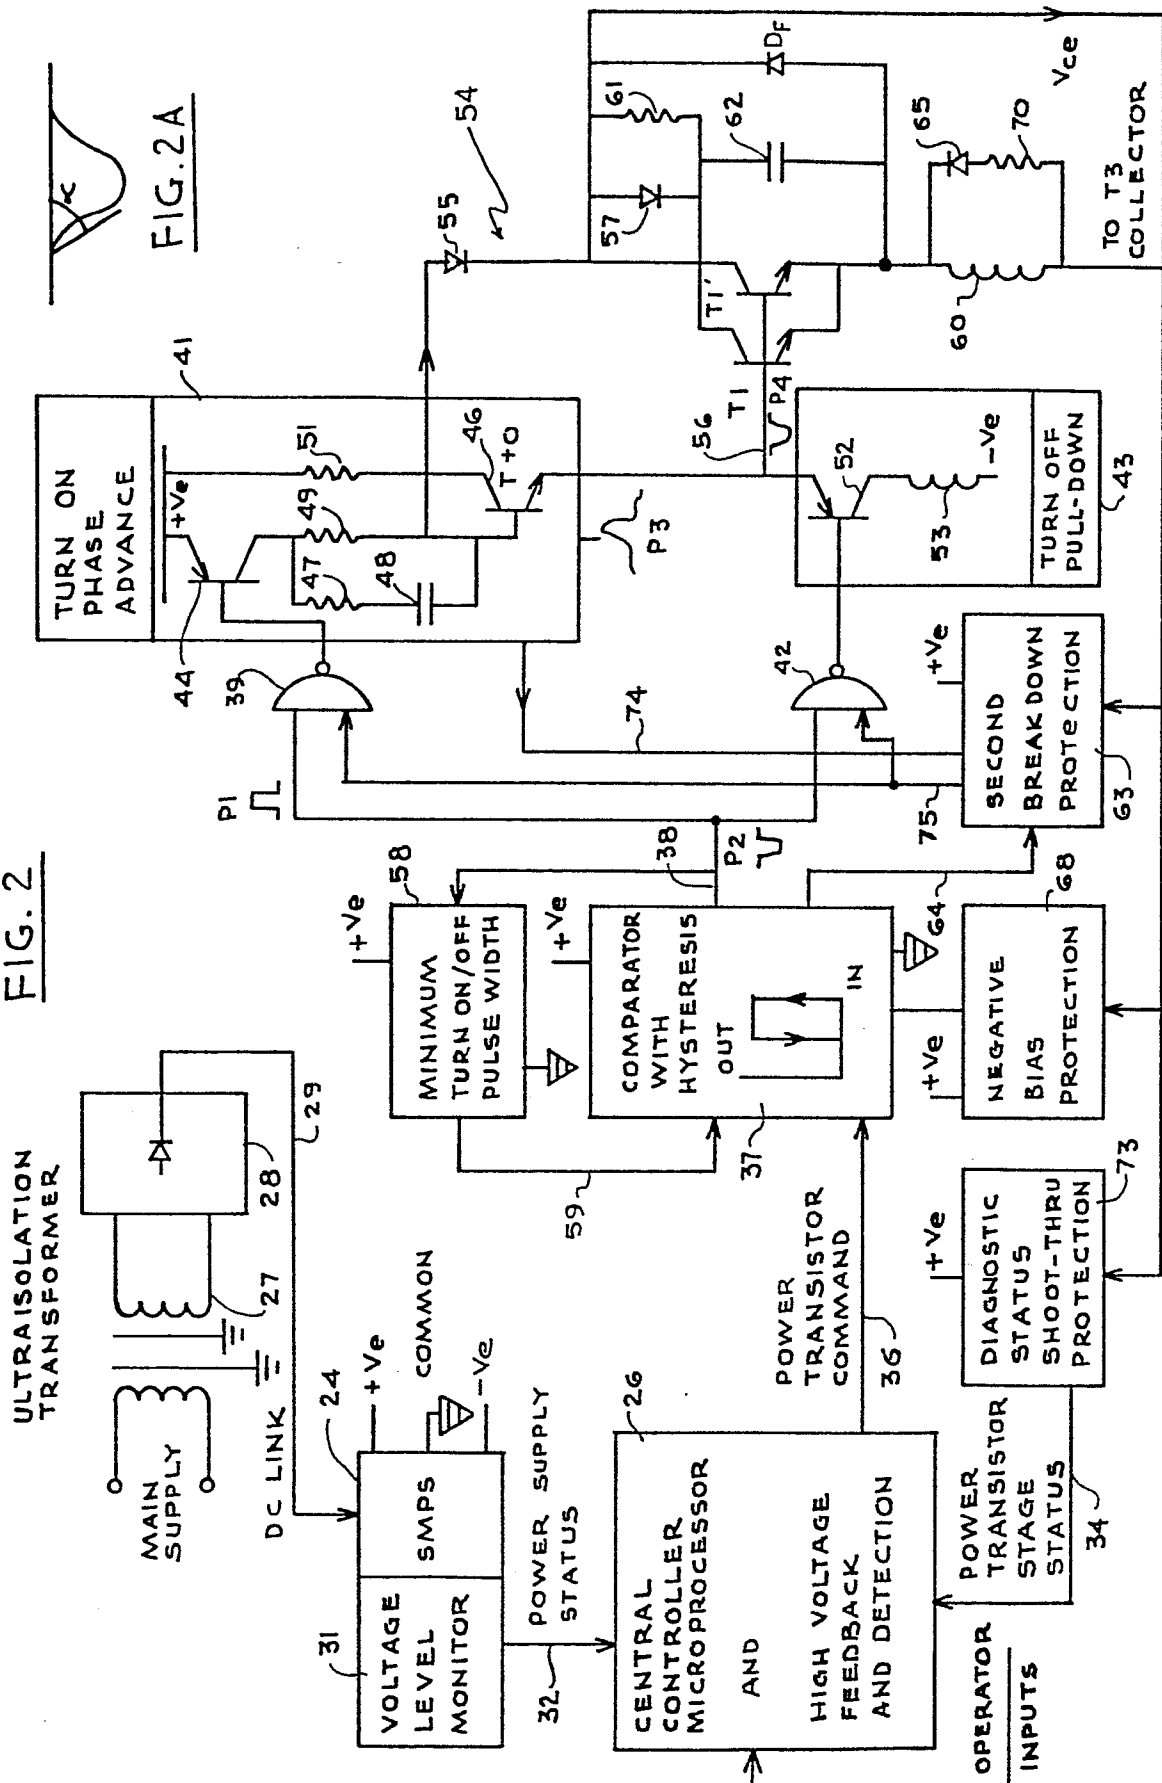 FIG. 2
FIG. 2A
∝
ULTRAISOLATION
TRANSFORMER
MAIN
SUPPLY
27
28
29
DC LINK
24
+Ve
COMMON
-Ve
SMPS
VOLTAGE
LEVEL
MONITOR
31
POWER SUPPLY
STATUS
32
26
CENTRAL
CONTROLLER
MICROPROCESSOR
AND
HIGH VOLTAGE
FEEDBACK
AND DETECTION
OPERATOR
INPUTS
POWER
TRANSISTOR
COMMAND
36
POWER
TRANSISTOR
STAGE
STATUS
34
+Ve
58
MINIMUM
TURN ON/OFF
PULSE WIDTH
59
+Ve
COMPARATOR
WITH
HYSTERESIS
OUT
IN
37
38
P2
P1
64
+Ve
DIAGNOSTIC
STATUS
SHOOT-THRU
PROTECTION
73
+Ve
NEGATIVE
BIAS
PROTECTION
68
+Ve
SECOND
BREAKDOWN
PROTECTION
63
75
74
39
42
TURN ON
PHASE
ADVANCE
41
+Ve
44
47
48
49
51
46
T+O
P3
54
55
56
P4
T1
T1'
57
61
62
DF
60
65
70
Vce
TO T3
COLLECTOR
52
53
-Ve
TURN OFF
PULL-DOWN
43